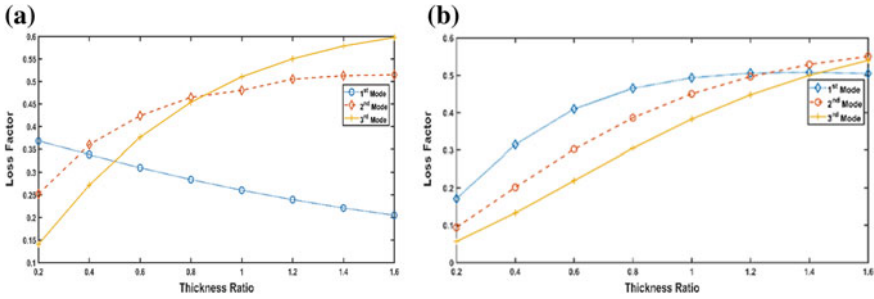 (a)
0.6
0.55
0.5
0.45
0.4
0.35
0.3
0.25
0.2
0.15
0.1
Loss Factor
0.2 0.4 0.6 0.8 1 1.2 1.4 1.6
Thickness Ratio
1st Mode
2nd Mode
3rd Mode
(b)
0.6
0.5
0.4
0.3
0.2
0.1
0
Loss Factor
0.2 0.4 0.6 0.8 1 1.2 1.4 1.6
Thickness Ratio
1st Mode
2nd Mode
3rd Mode